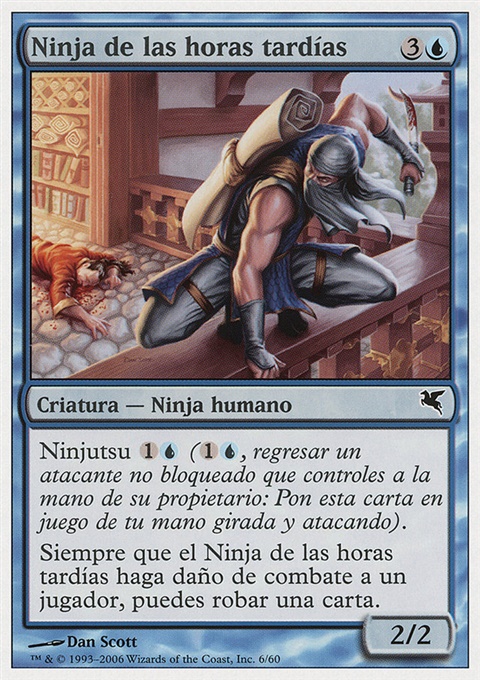 Ninja de las horas tardías 3
Criatura — Ninja humano
Ninjutsu 1 (1, regresar un
atacante no bloqueado que controles a la
mano de su propietario: Pon esta carta en
juego de tu mano girada y atacando).
Siempre que el Ninja de las horas
tardías haga daño de combate a un
jugador, puedes robar una carta.
2/2
Dan Scott
™ & © 1993–2006 Wizards of the Coast, Inc. 6/60